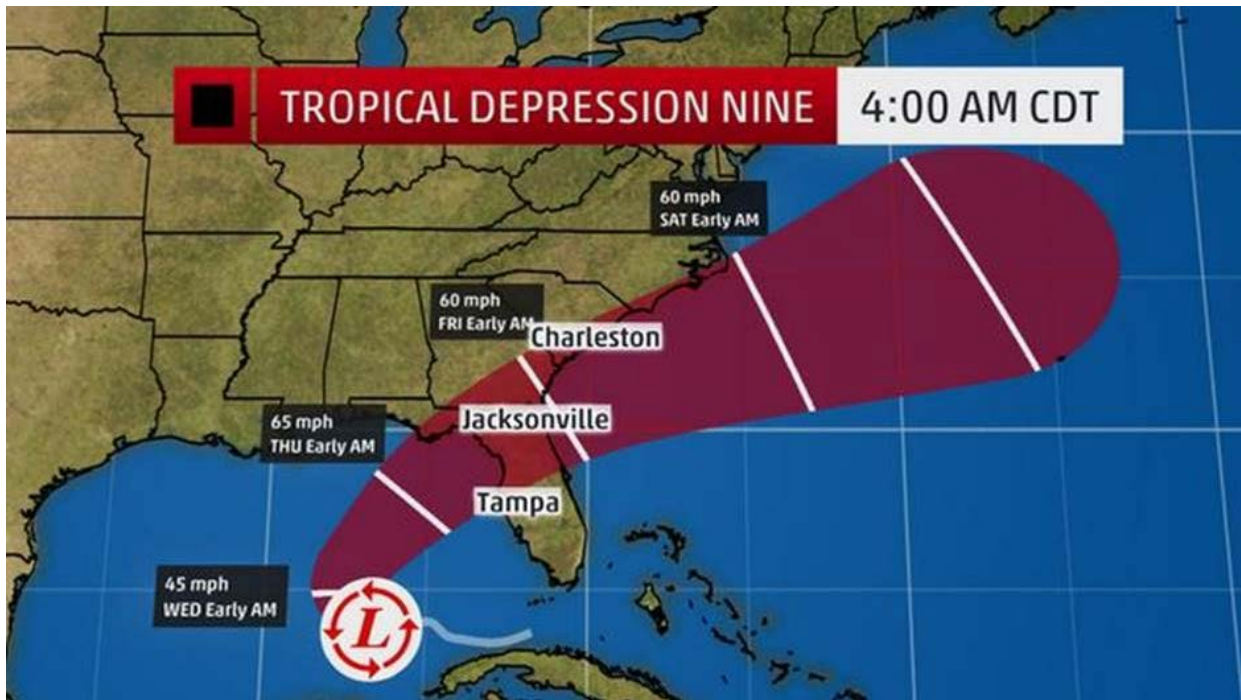 TROPICAL DEPRESSION NINE 4:00 AM CDT
60 mph
SAT Early AM
60 mph
FRI Early AM
Charleston
65 mph
THU Early AM
Jacksonville
Tampa
45 mph
WED Early AM
L